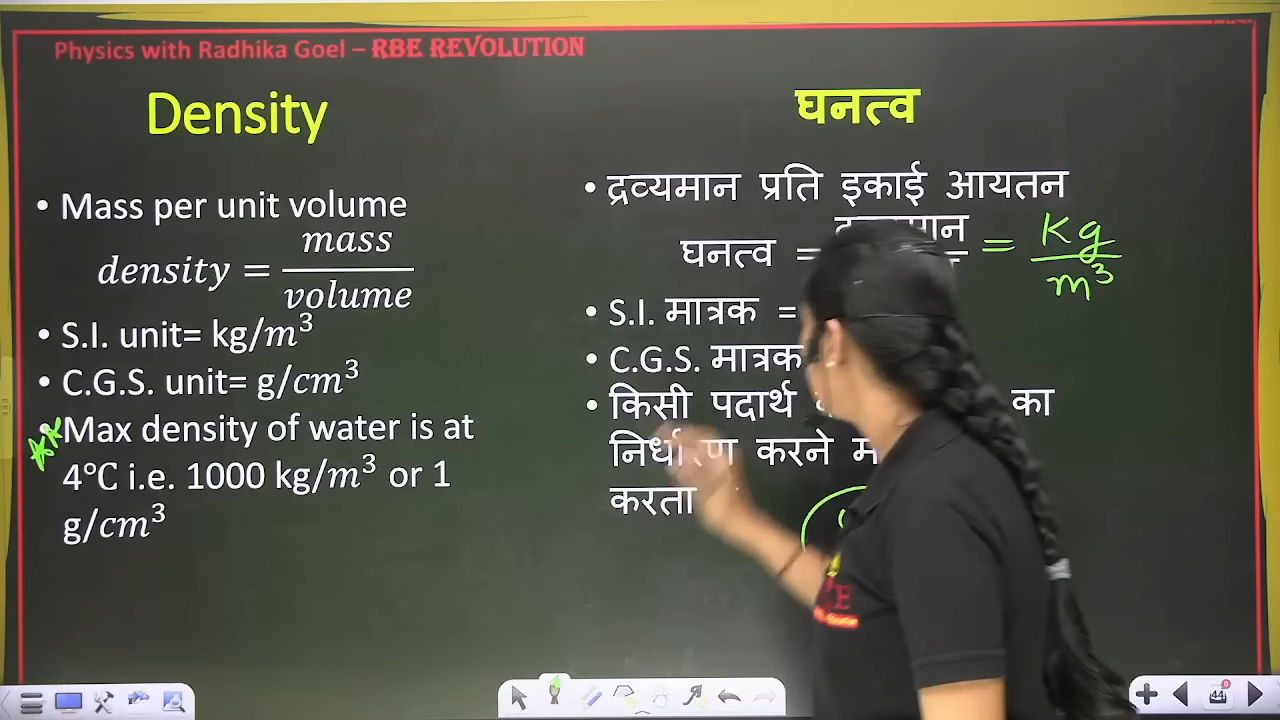 Physics with Radhika Goel – RBE REVOLUTION
Density
• Mass per unit volume
density = mass / volume
• S.I. unit= kg/m³
• C.G.S. unit= g/cm³
• Max density of water is at
4°C i.e. 1000 kg/m³ or 1
g/cm³
घनत्व
• द्रव्यमान प्रति इकाई आयतन
घनत्व = = Kg / m³
• S.I. मात्रक =
• C.G.S. मात्रक
• किसी पदार्थ का
निर्धारण करने
करता
44